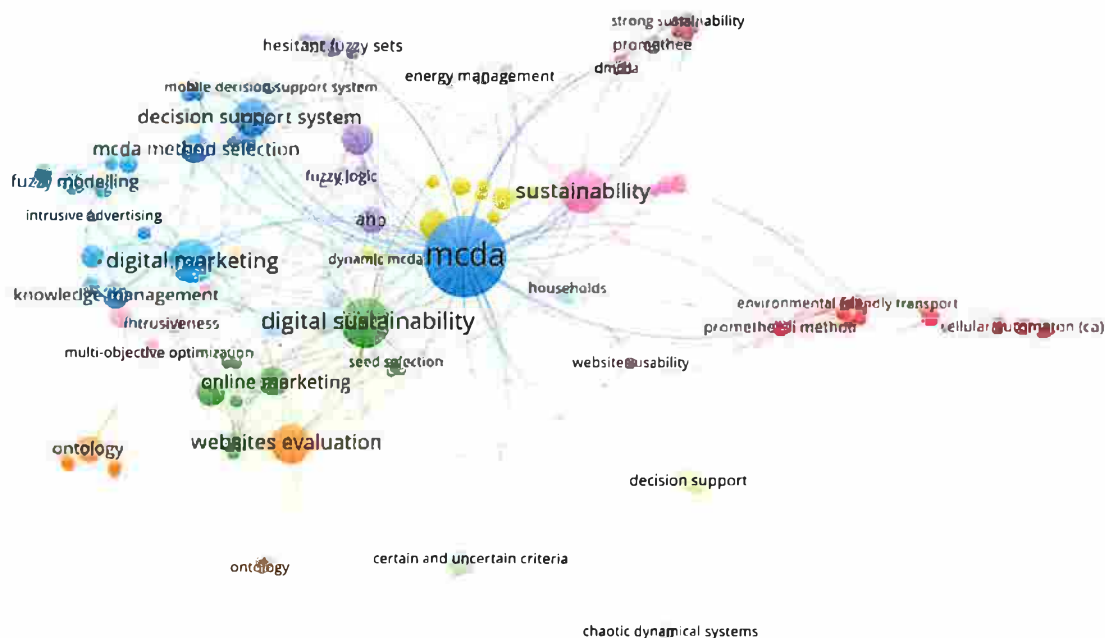 strong sustainability
promethee
hesitant fuzzy sets
dmcda
energy management
mobile decision support system
decision support system
mcda method selection
fuzzy logic
fuzzy modelling
sustainability
intrusive advertising
ahp
mcda
digital marketing
dynamic mcda
households
knowledge management
environmental friendly transport
digital sustainability
intrusiveness
promethee ii method
cellular automaton (ca)
multi-objective optimization
seed selection
website usability
online marketing
websites evaluation
ontology
decision support
certain and uncertain criteria
ontology
chaotic dynamical systems